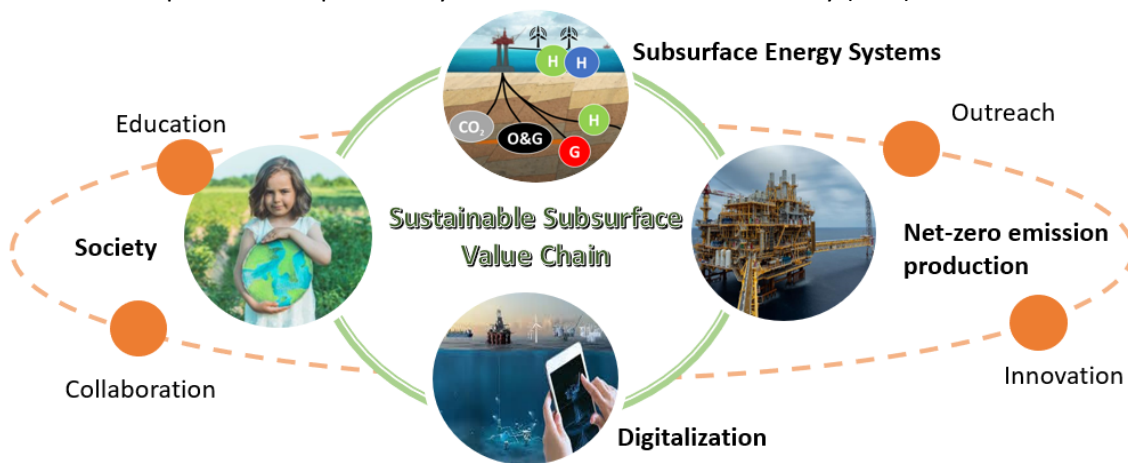 Subsurface Energy Systems
H H
CO2
O&G
H
G
Education
Outreach
Sustainable Subsurface
Value Chain
Society
Net-zero emission
production
Collaboration
Innovation
Digitalization